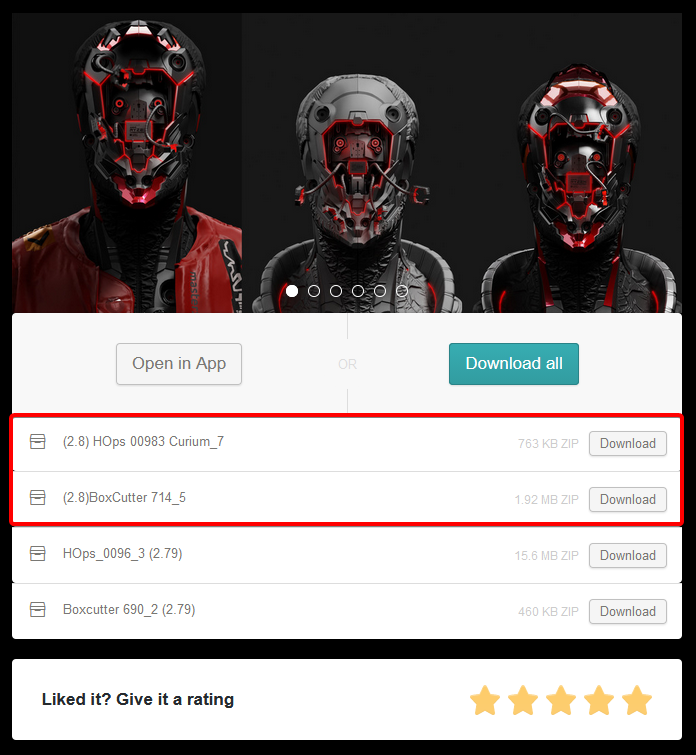 Open in App
OR
Download all
(2.8) HOps 00983 Curium_7 763 KB ZIP Download
(2.8)BoxCutter 714_5 1.92 MB ZIP Download
HOps_0096_3 (2.79) 15.6 MB ZIP Download
Boxcutter 690_2 (2.79) 460 KB ZIP Download
Liked it? Give it a rating